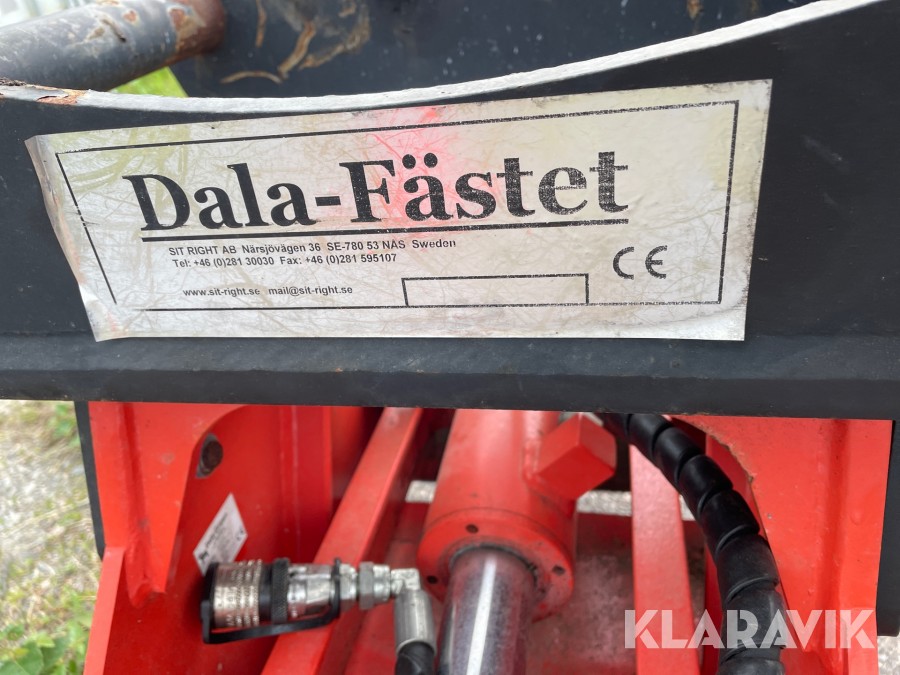 Dala-Fästet
SIT RIGHT AB Närsjövägen 36 SE-780 53 NÅS Sweden
Tel: +46 (0)281 30030 Fax: +46 (0)281 595107
www.sit-right.se mail@sit-right.se
CE
KLARAVIK